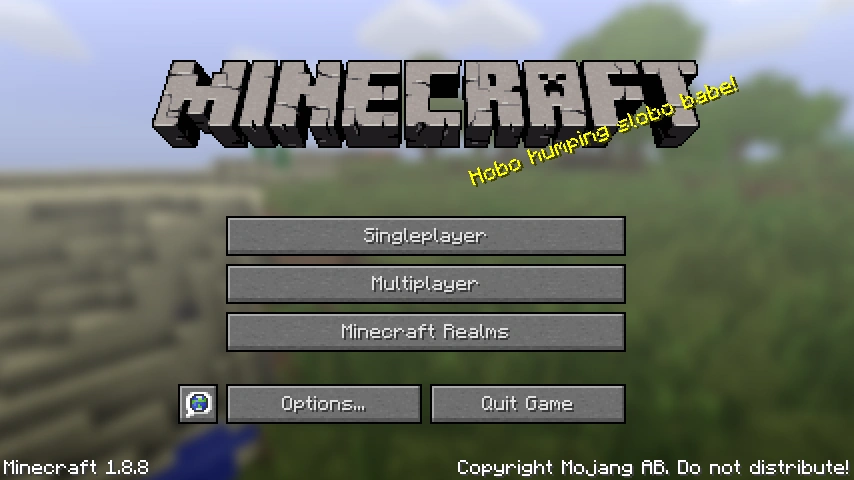 MINECRAFT
Hobo humping slobo babe!
Singleplayer
Multiplayer
Minecraft Realms
Options...
Quit Game
Minecraft 1.8.8
Copyright Mojang AB. Do not distribute!